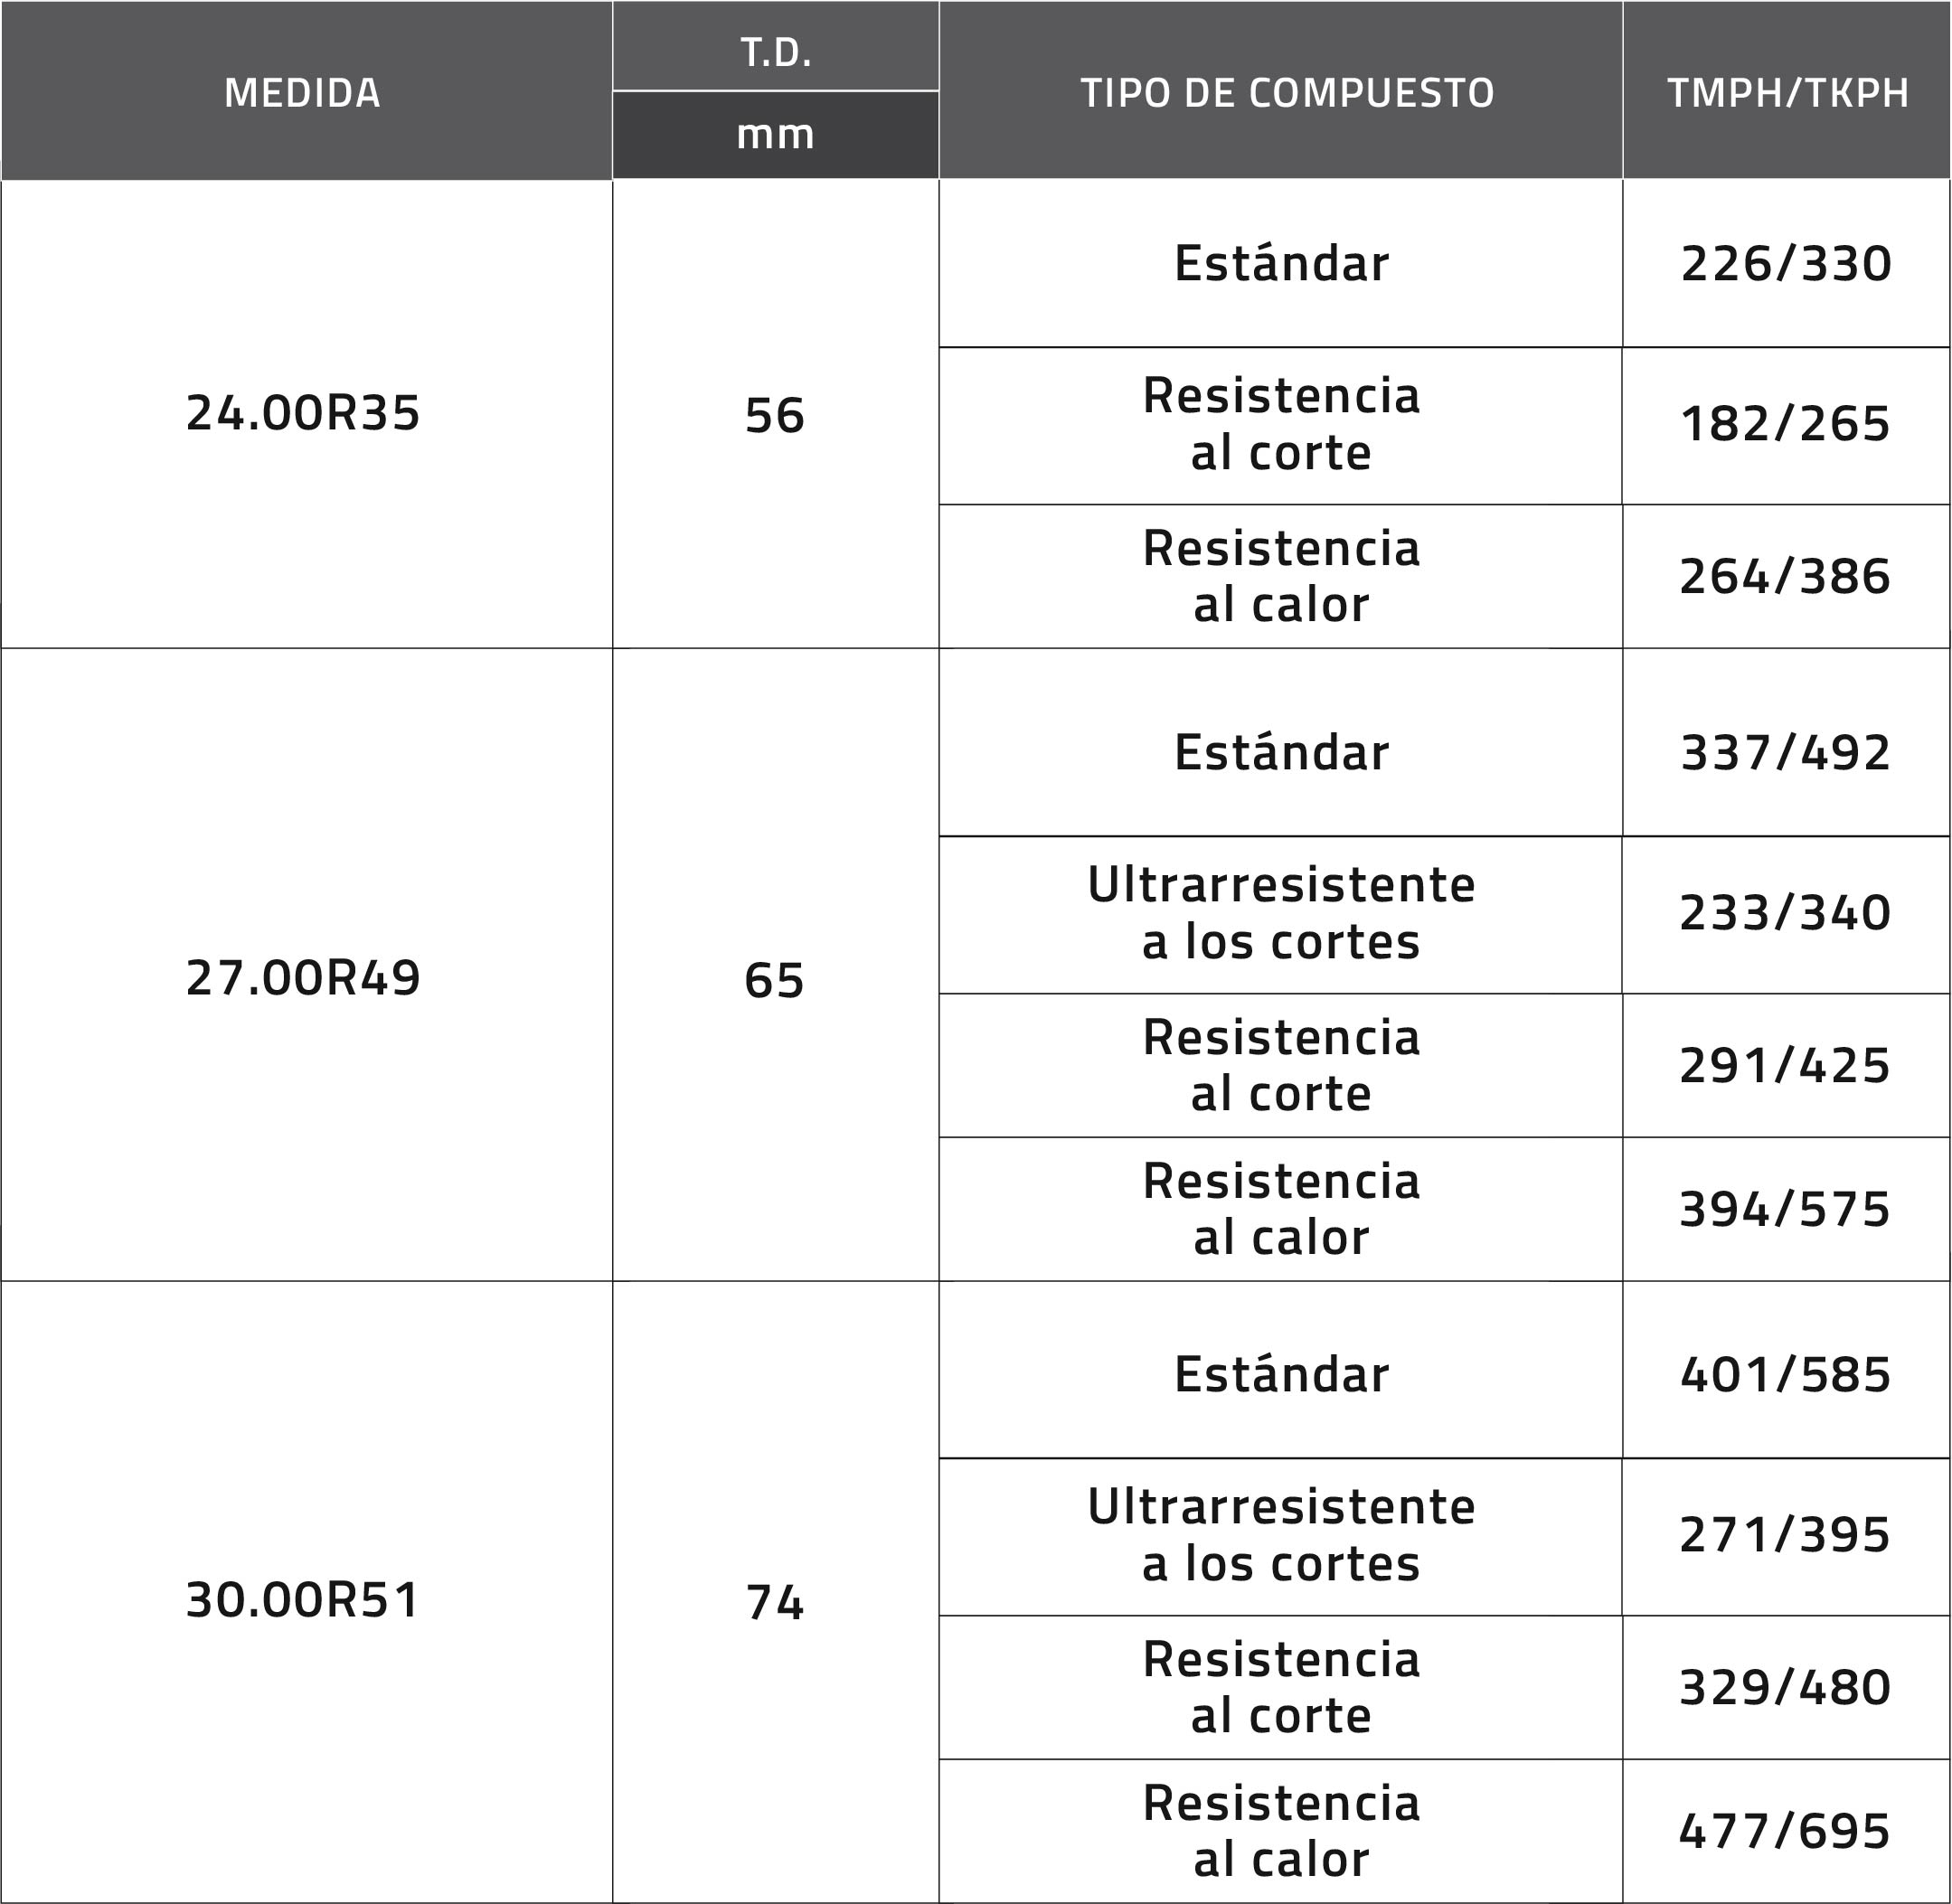 MEDIDA
T.D.
mm
TIPO DE COMPUESTO
TMPH/TKPH
24.00R35
56
Estándar
226/330
Resistencia
al corte
182/265
Resistencia
al calor
264/386
27.00R49
65
Estándar
337/492
Ultrarresistente
a los cortes
233/340
Resistencia
al corte
291/425
Resistencia
al calor
394/575
30.00R51
74
Estándar
401/585
Ultrarresistente
a los cortes
271/395
Resistencia
al corte
329/480
Resistencia
al calor
477/695